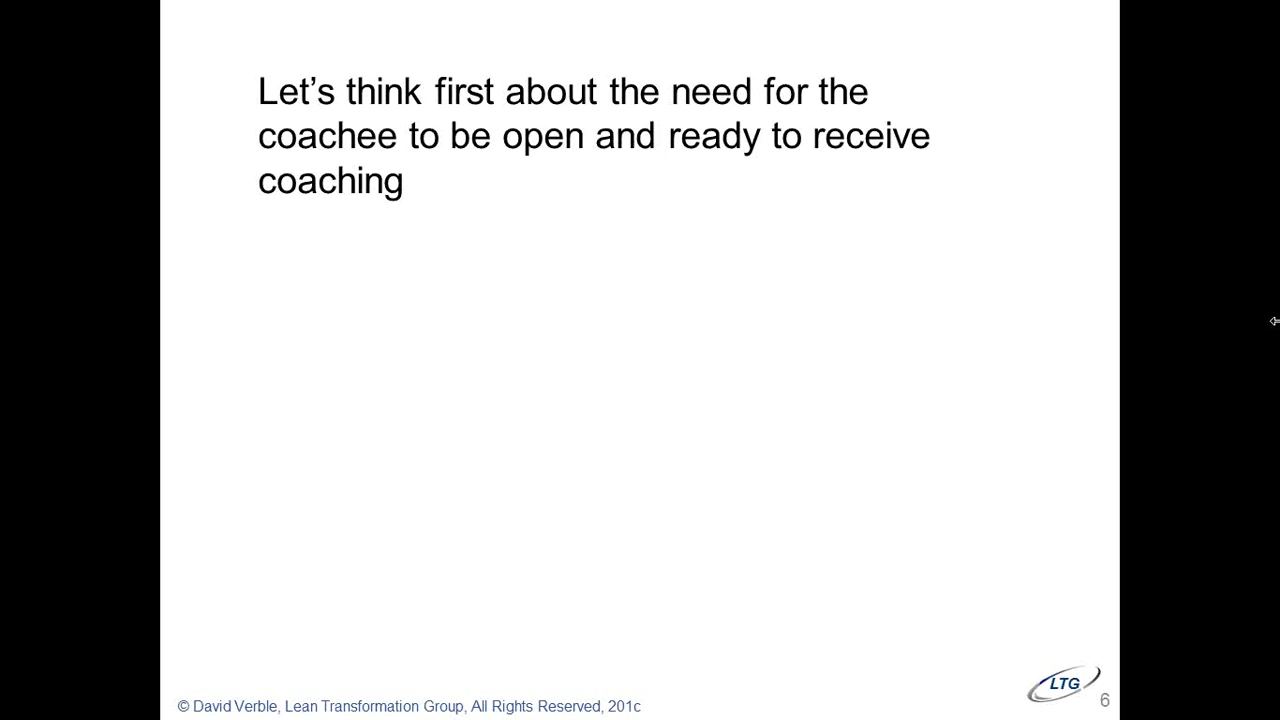 Let’s think first about the need for the
coachee to be open and ready to receive
coaching
© David Verble, Lean Transformation Group, All Rights Reserved, 201c
LTG
6